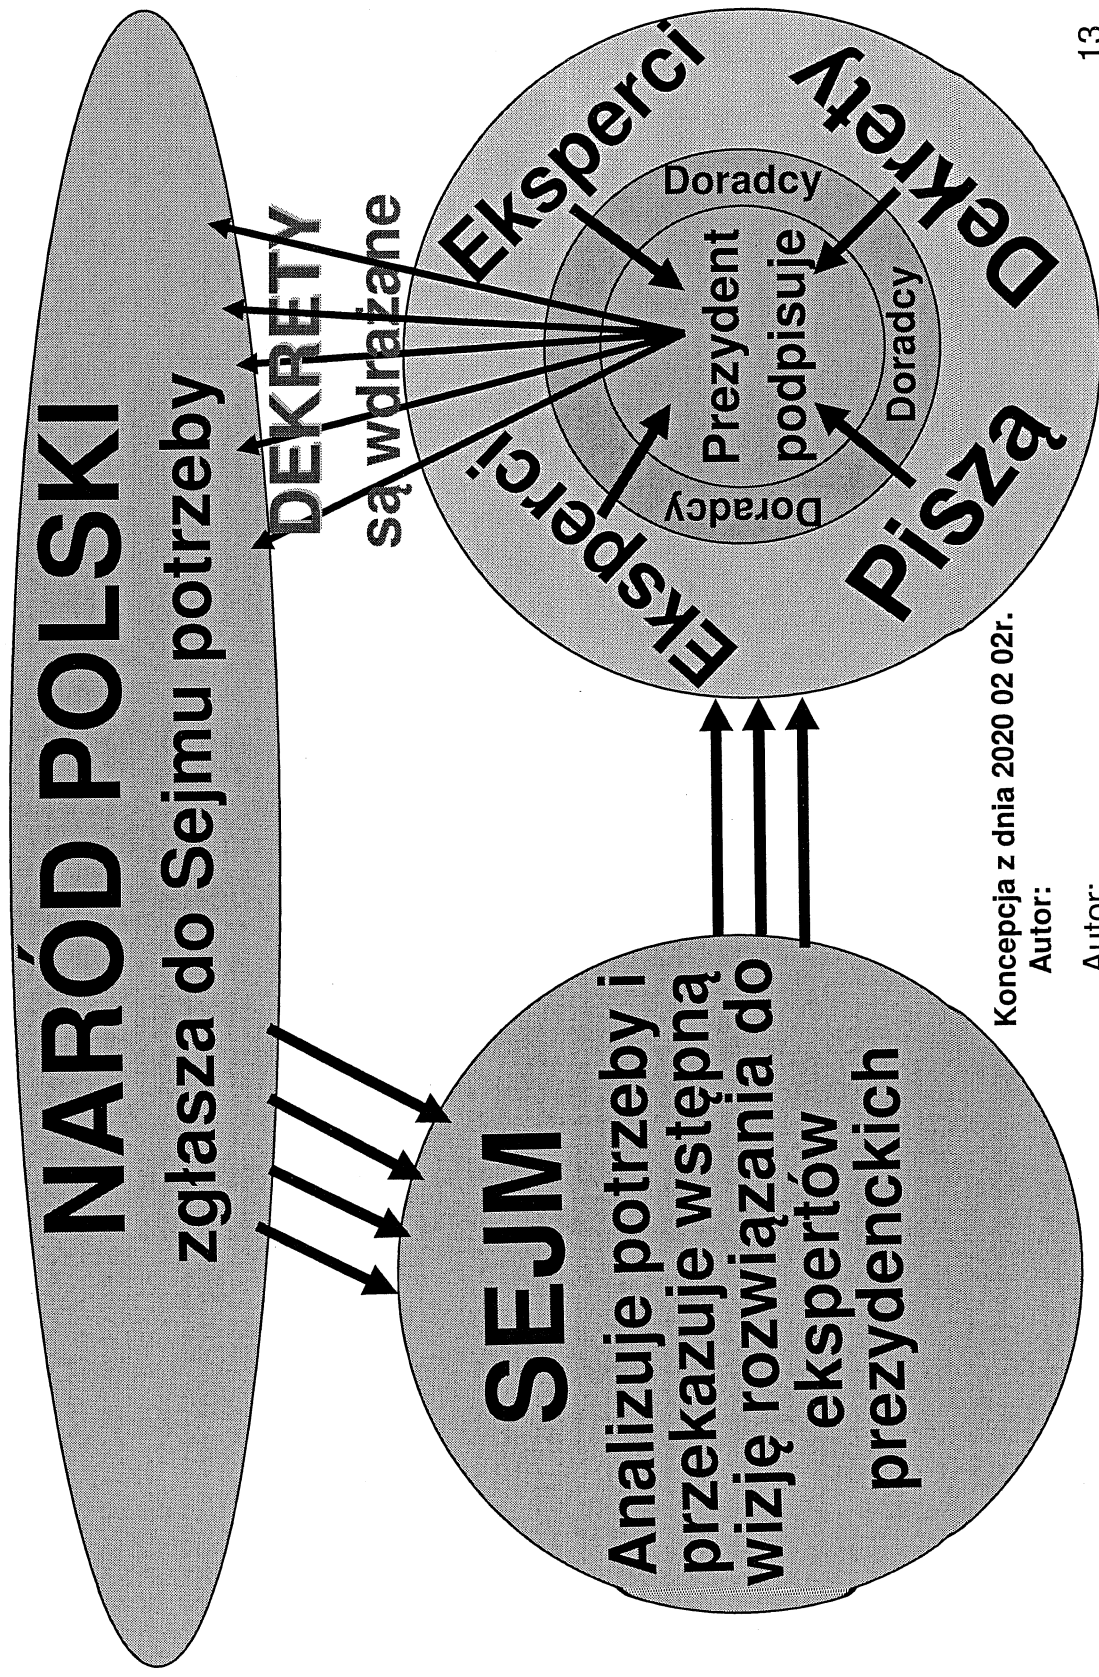 NARÓD POLSKI
zgłasza do Sejmu potrzeby
DEKRETY
są wdrażane
SEJM
Analizuje potrzeby i
przekazuje wstępną
wizję rozwiązania do
ekspertów
prezydenckich
Eksperci
Eksperci
Piszą
Dekrety
Doradcy
Doradcy
Doradcy
Prezydent
podpisuje
Koncepcja z dnia 2020 02 02r.
Autor:
Autor:
13